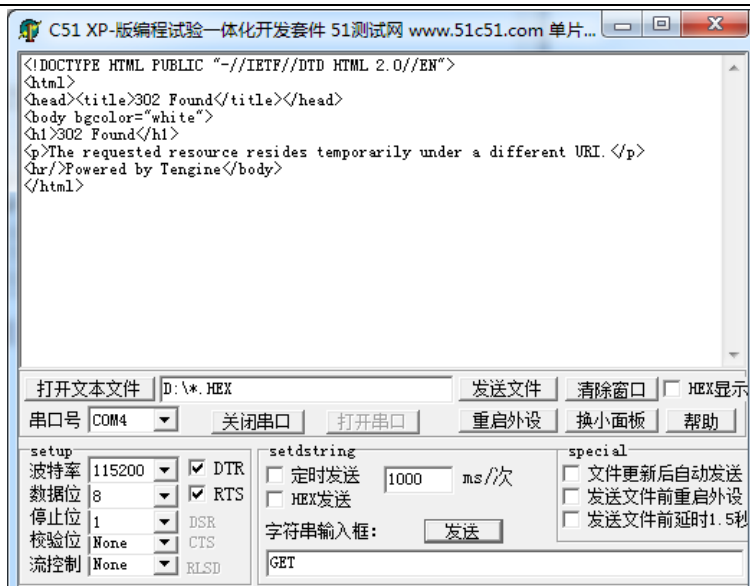 C51 XP-版编程试验一体化开发套件 51测试网 www.51c51.com 单片...
<!DOCTYPE HTML PUBLIC "-//IETF//DTD HTML 2.0//EN">
<html>
<head><title>302 Found</title></head>
<body bgcolor="white">
<h1>302 Found</h1>
<p>The requested resource resides temporarily under a different URI.</p>
<hr/>Powered by Tengine</body>
</html>
打开文本文件 D:\*.HEX 发送文件 清除窗口 HEX显示
串口号 COM4 关闭串口 打开串口 重启外设 换小面板 帮助
setup setdstring special
波特率 115200 DTR 定时发送 1000 ms/次 文件更新后自动发送
数据位 8 RTS HEX发送 发送文件前重启外设
停止位 1 DSR 字符串输入框: 发送 发送文件前延时1.5秒
校验位 None CTS
流控制 None RLSD GET